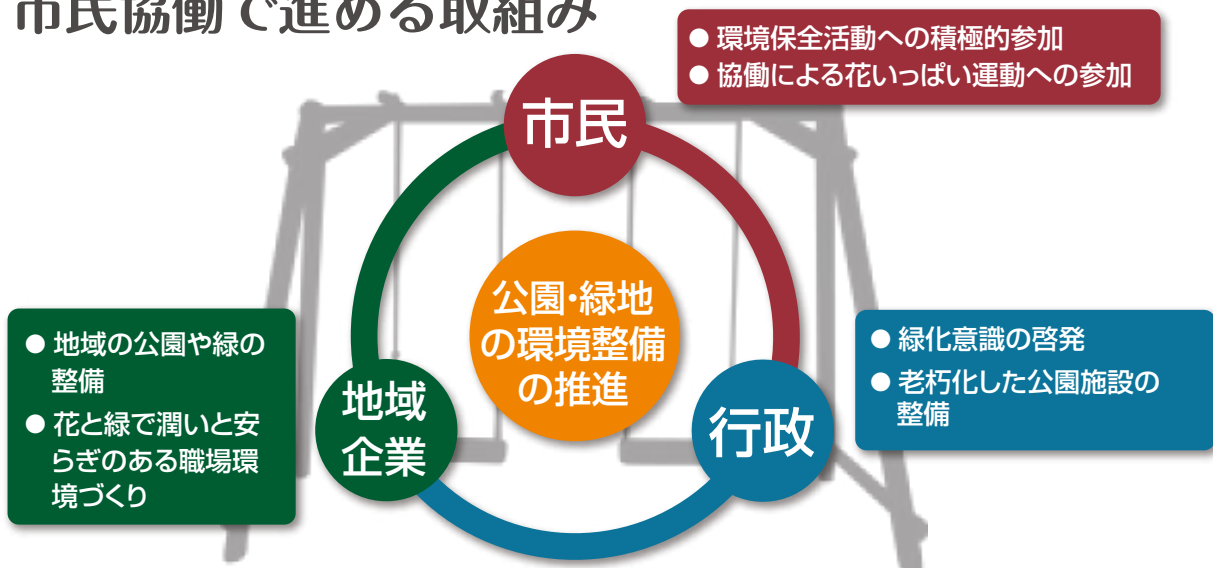 市民協働で進める取組み
● 環境保全活動への積極的参加
● 協働による花いっぱい運動への参加
市民
公園・緑地
の環境整備
の推進
● 地域の公園や緑の
整備
● 花と緑で潤いと安
らぎのある職場環
境づくり
地域
企業
行政
● 緑化意識の啓発
● 老朽化した公園施設の
整備